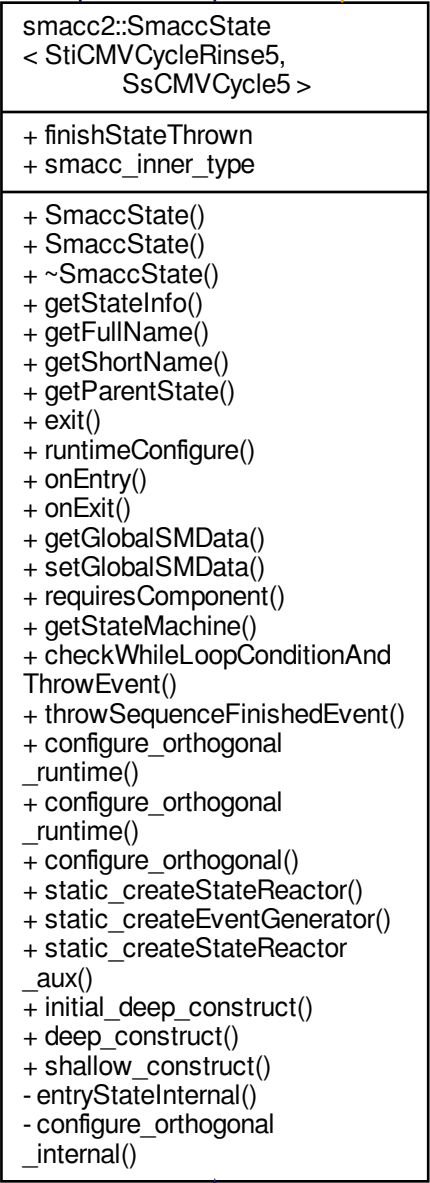 smacc2::SmaccState
< StiCMVCycleRinse5,
SsCMVCycle5 >
+ finishStateThrown
+ smacc_inner_type
+ SmaccState()
+ SmaccState()
+ ~SmaccState()
+ getStateInfo()
+ getFullName()
+ getShortName()
+ getParentState()
+ exit()
+ runtimeConfigure()
+ onEntry()
+ onExit()
+ getGlobalSMData()
+ setGlobalSMData()
+ requiresComponent()
+ getStateMachine()
+ checkWhileLoopConditionAnd
ThrowEvent()
+ throwSequenceFinishedEvent()
+ configure_orthogonal
_runtime()
+ configure_orthogonal
_runtime()
+ configure_orthogonal()
+ static_createStateReactor()
+ static_createEventGenerator()
+ static_createStateReactor
_aux()
+ initial_deep_construct()
+ deep_construct()
+ shallow_construct()
- entryStateInternal()
- configure_orthogonal
_internal()